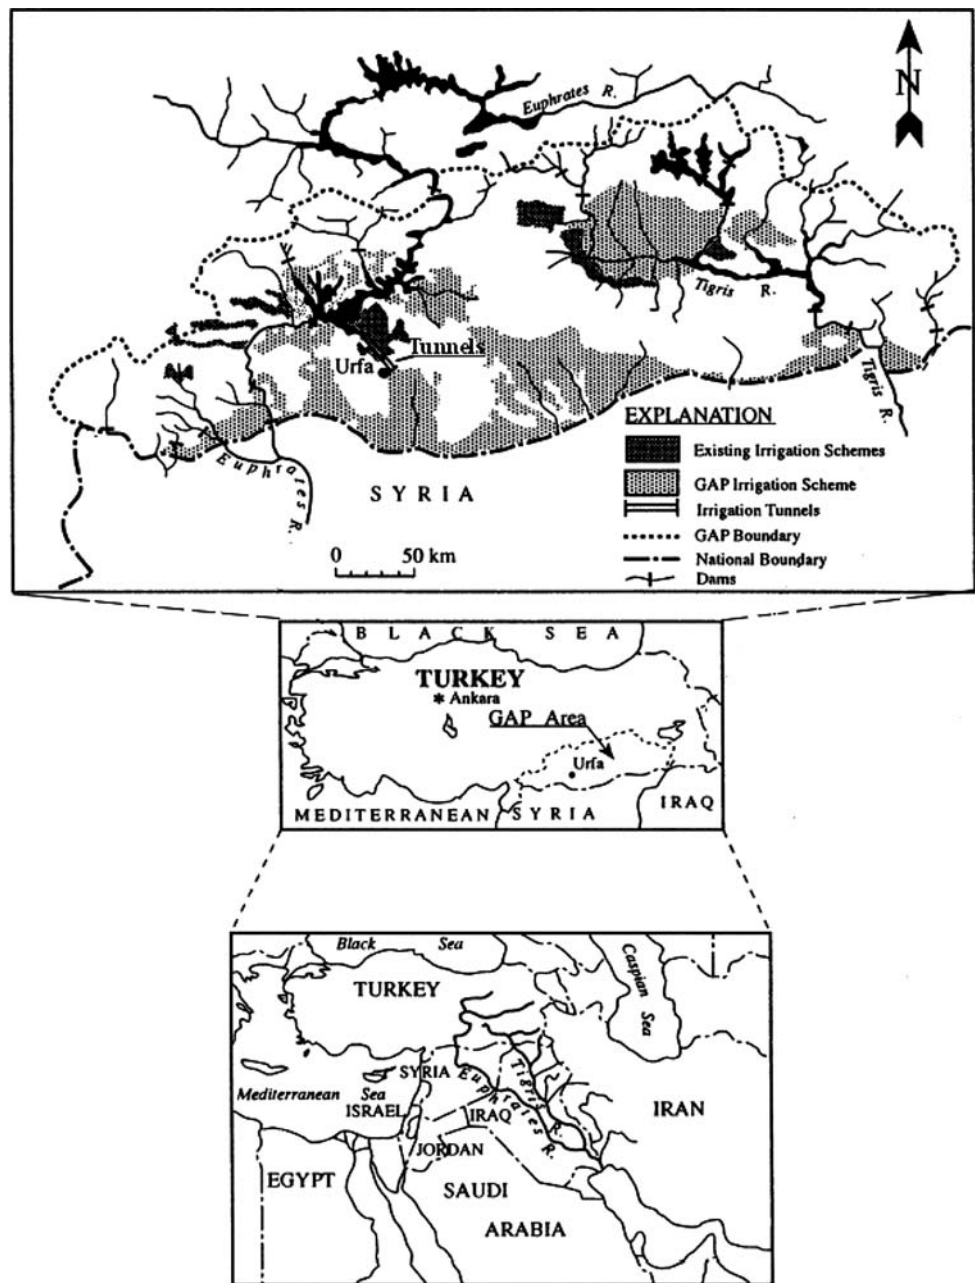 N
Euphrates R.
Tigris R.
Tunnels
Urfa
Tigris R.
Euphrates R.
SYRIA
0 50 km
EXPLANATION
Existing Irrigation Schemes
GAP Irrigation Scheme
Irrigation Tunnels
GAP Boundary
National Boundary
Dams
BLACK SEA
TURKEY
* Ankara
GAP Area
Urfa
MEDITERRANEAN
SYRIA
IRAQ
Black Sea
Caspian Sea
TURKEY
SYRIA
Euphrates R.
Tigris R.
Mediterranean Sea
ISRAEL
IRAQ
IRAN
JORDAN
EGYPT
SAUDI
ARABIA